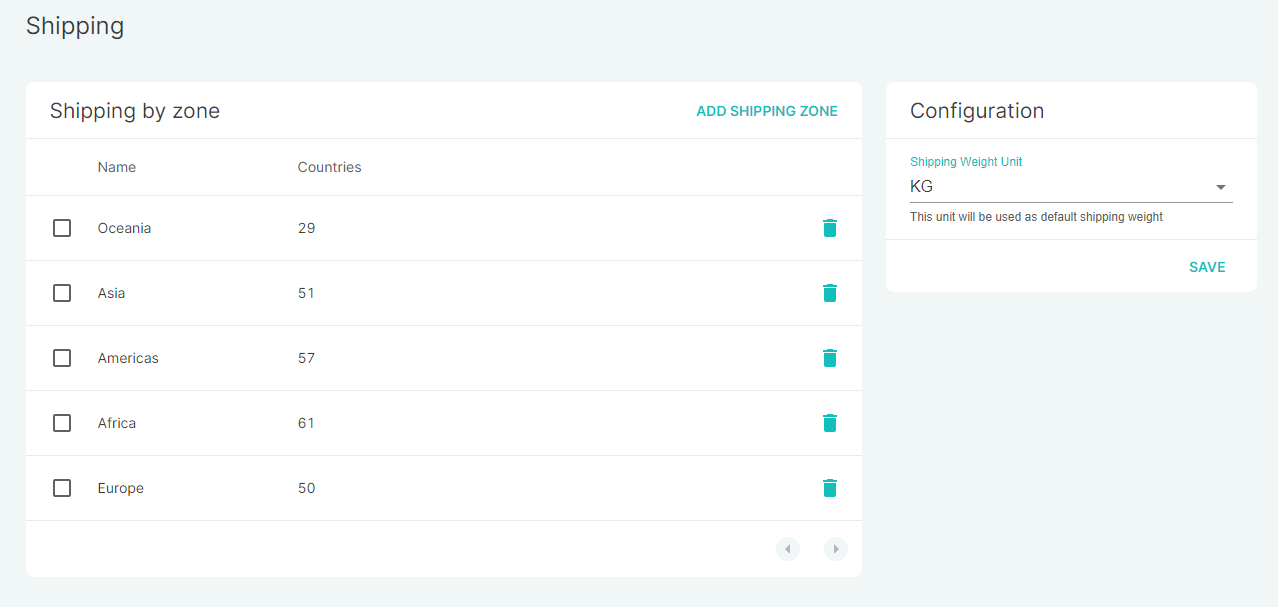 Shipping
Shipping by zone
ADD SHIPPING ZONE
Name Countries
Oceania 29
Asia 51
Americas 57
Africa 61
Europe 50
Configuration
Shipping Weight Unit
KG
This unit will be used as default shipping weight
SAVE